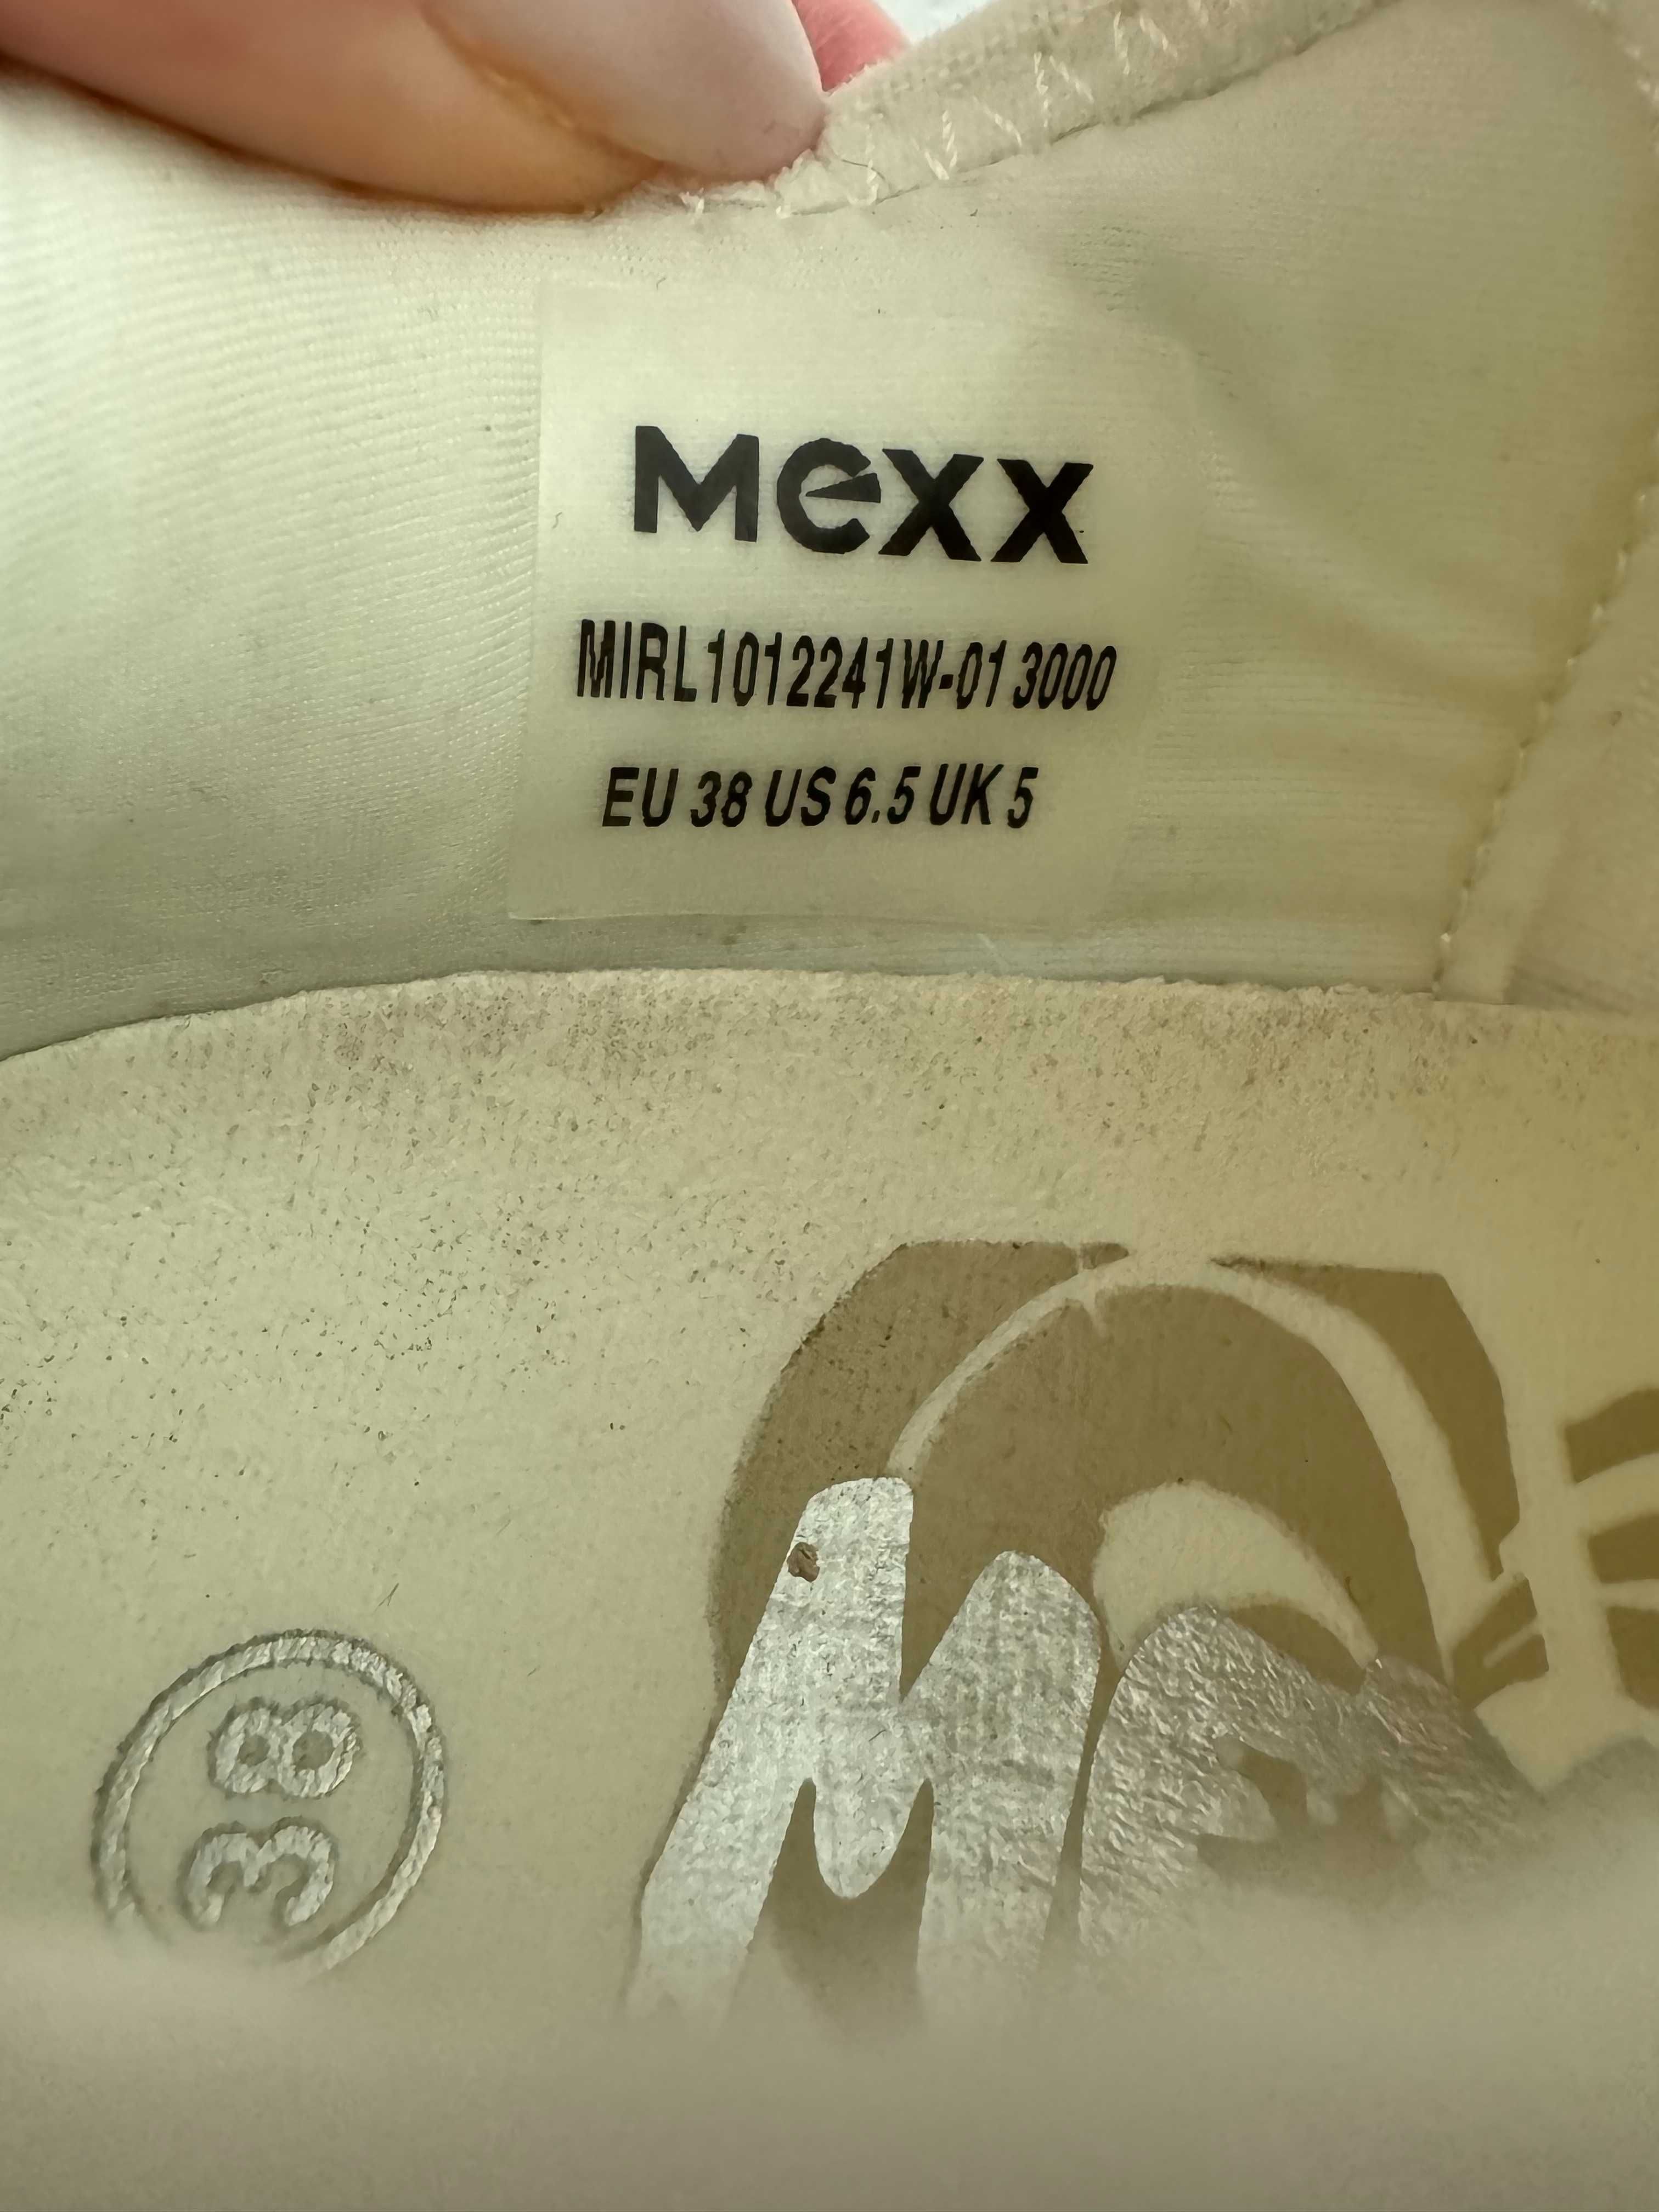 Mexx
MIRL1012241W-01 3000
EU 38 US 6.5 UK 5
38